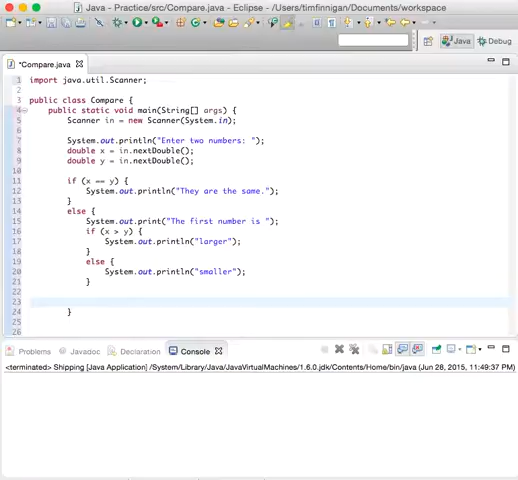 Java - Practice/src/Compare.java - Eclipse - /Users/timfinnigan/Documents/workspace
Java
Debug
*Compare.java
1 import java.util.Scanner;
2
3 public class Compare {
4 public static void main(String[] args) {
5 Scanner in = new Scanner(System.in);
6
7 System.out.println("Enter two numbers: ");
8 double x = in.nextDouble();
9 double y = in.nextDouble();
10
11 if (x == y) {
12 System.out.println("They are the same.");
13 }
14 else {
15 System.out.print("The first number is ");
16 if (x > y) {
17 System.out.println("larger");
18 }
19 else {
20 System.out.println("smaller");
21 }
22
23
24 }
25
26
Problems
Javadoc
Declaration
Console
<terminated> Shipping [Java Application] /System/Library/Java/JavaVirtualMachines/1.6.0.jdk/Contents/Home/bin/java (Jun 28, 2015, 11:49:37 PM)